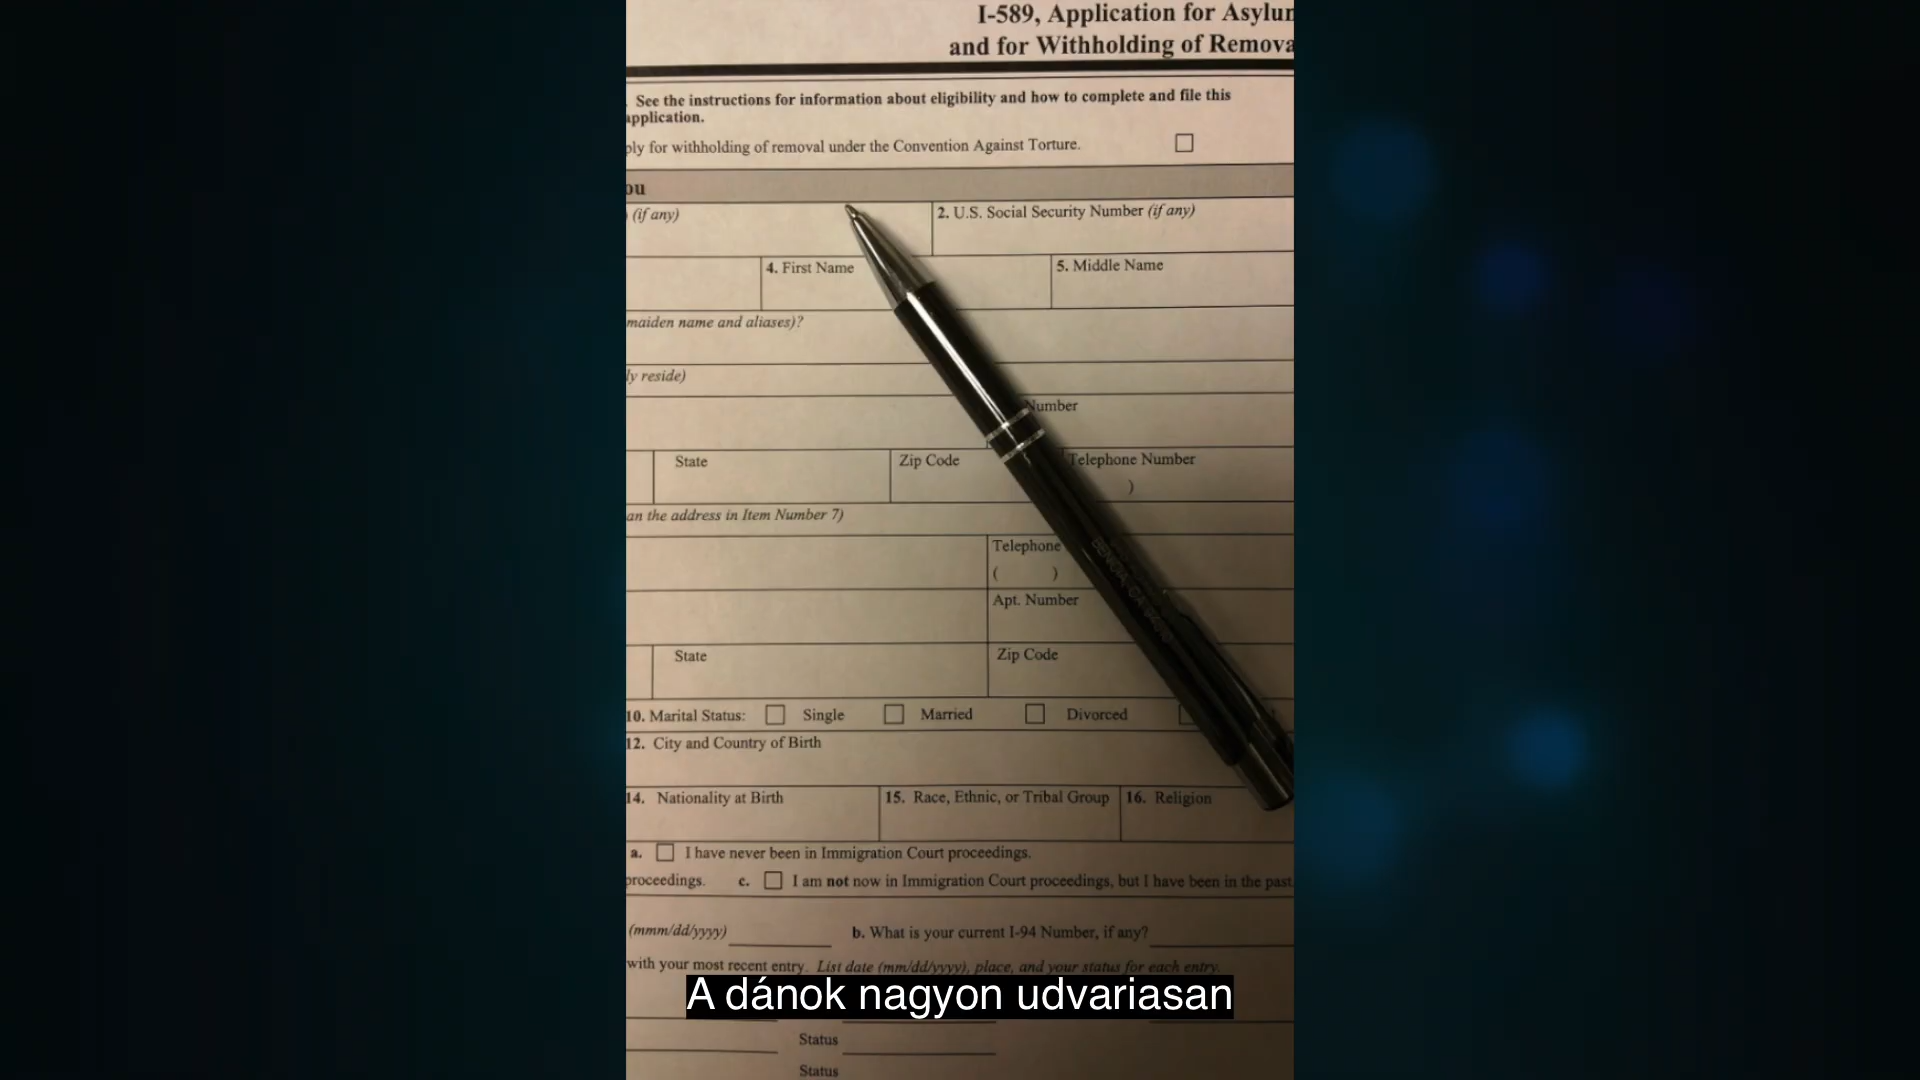 I-589, Application for Asylu
and for Withholding of Remova
See the instructions for information about eligibility and how to complete and file this
application.
ply for withholding of removal under the Convention Against Torture.
ou
(if any)
2. U.S. Social Security Number (if any)
4. First Name
5. Middle Name
maiden name and aliases)?
ly reside)
Number
State
Zip Code
Telephone Number
)
an the address in Item Number 7)
Telephone
( )
Apt. Number
State
Zip Code
10. Marital Status: Single Married Divorced
12. City and Country of Birth
14. Nationality at Birth
15. Race, Ethnic, or Tribal Group
16. Religion
a. I have never been in Immigration Court proceedings.
proceedings. c. I am not now in Immigration Court proceedings, but I have been in the past
(mmm/dd/yyyy)
b. What is your current I-94 Number, if any?
with your most recent entry. List date (mm/dd/yyyy), place, and your status for each entry.
A dánok nagyon udvariasan
Status
Status